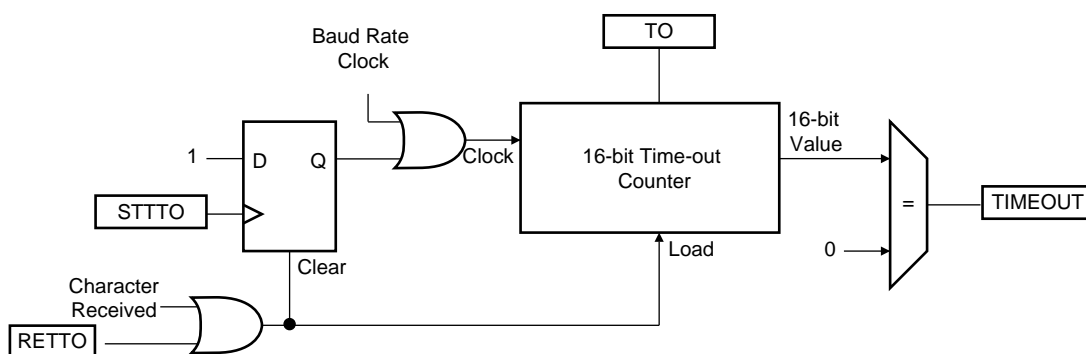 TO
Baud Rate
Clock
16-bit
Value
1
D
Q
Clock
16-bit Time-out
Counter
STTTO
=
TIMEOUT
0
Load
Clear
Character
Received
RETTO